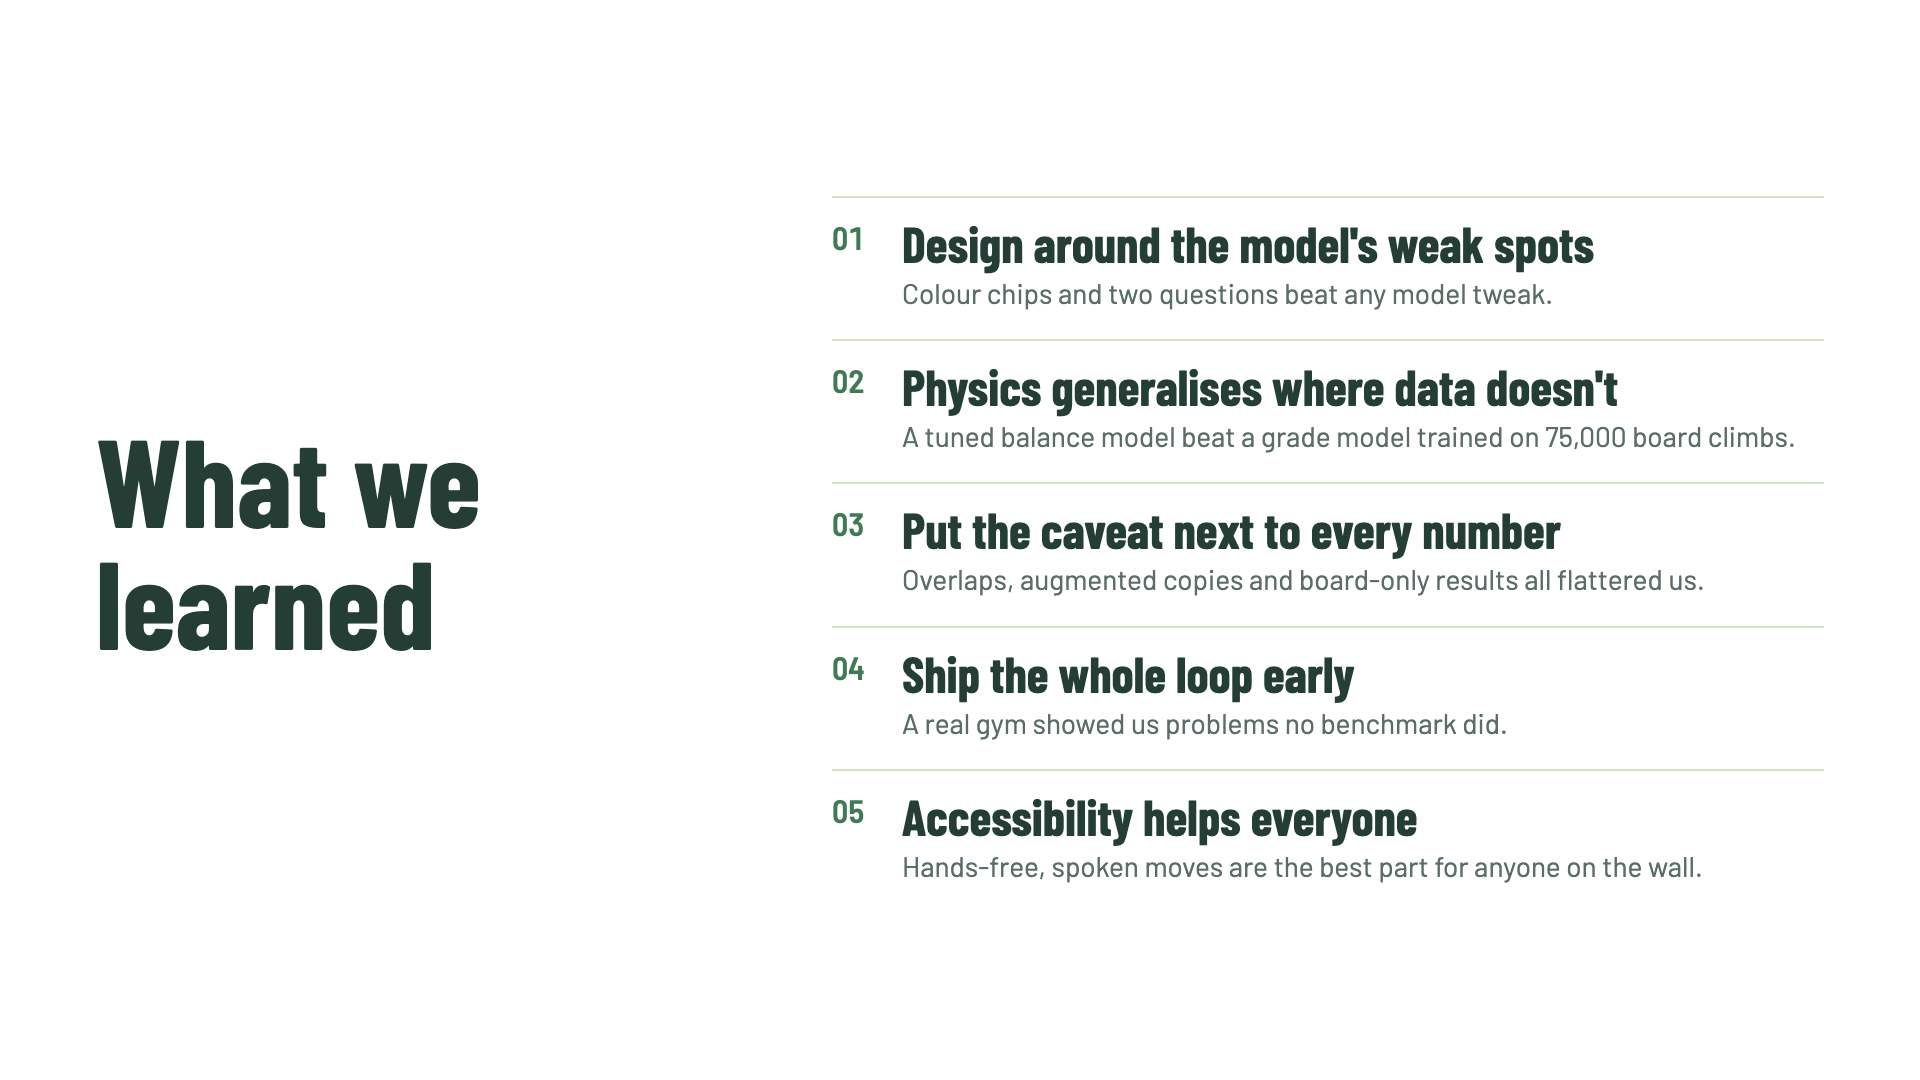 What we
learned
01
Design around the model's weak spots
Colour chips and two questions beat any model tweak.
02
Physics generalises where data doesn't
A tuned balance model beat a grade model trained on 75,000 board climbs.
03
Put the caveat next to every number
Overlaps, augmented copies and board-only results all flattered us.
04
Ship the whole loop early
A real gym showed us problems no benchmark did.
05
Accessibility helps everyone
Hands-free, spoken moves are the best part for anyone on the wall.